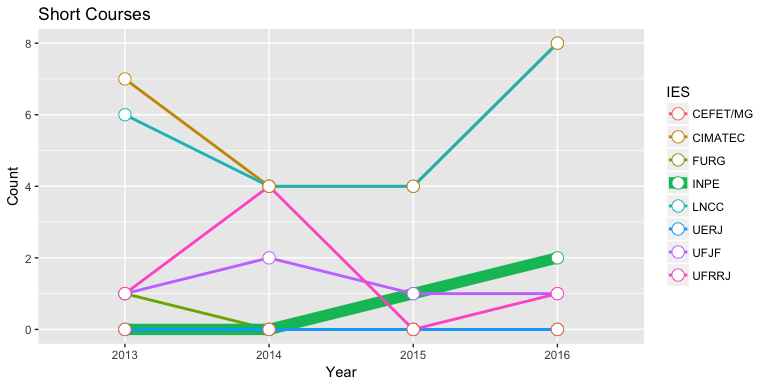 Short Courses
8
6
4
2
0
Count
2013 2014 2015 2016
Year
IES
CEFET/MG
CIMATEC
FURG
INPE
LNCC
UERJ
UFJF
UFRRJ